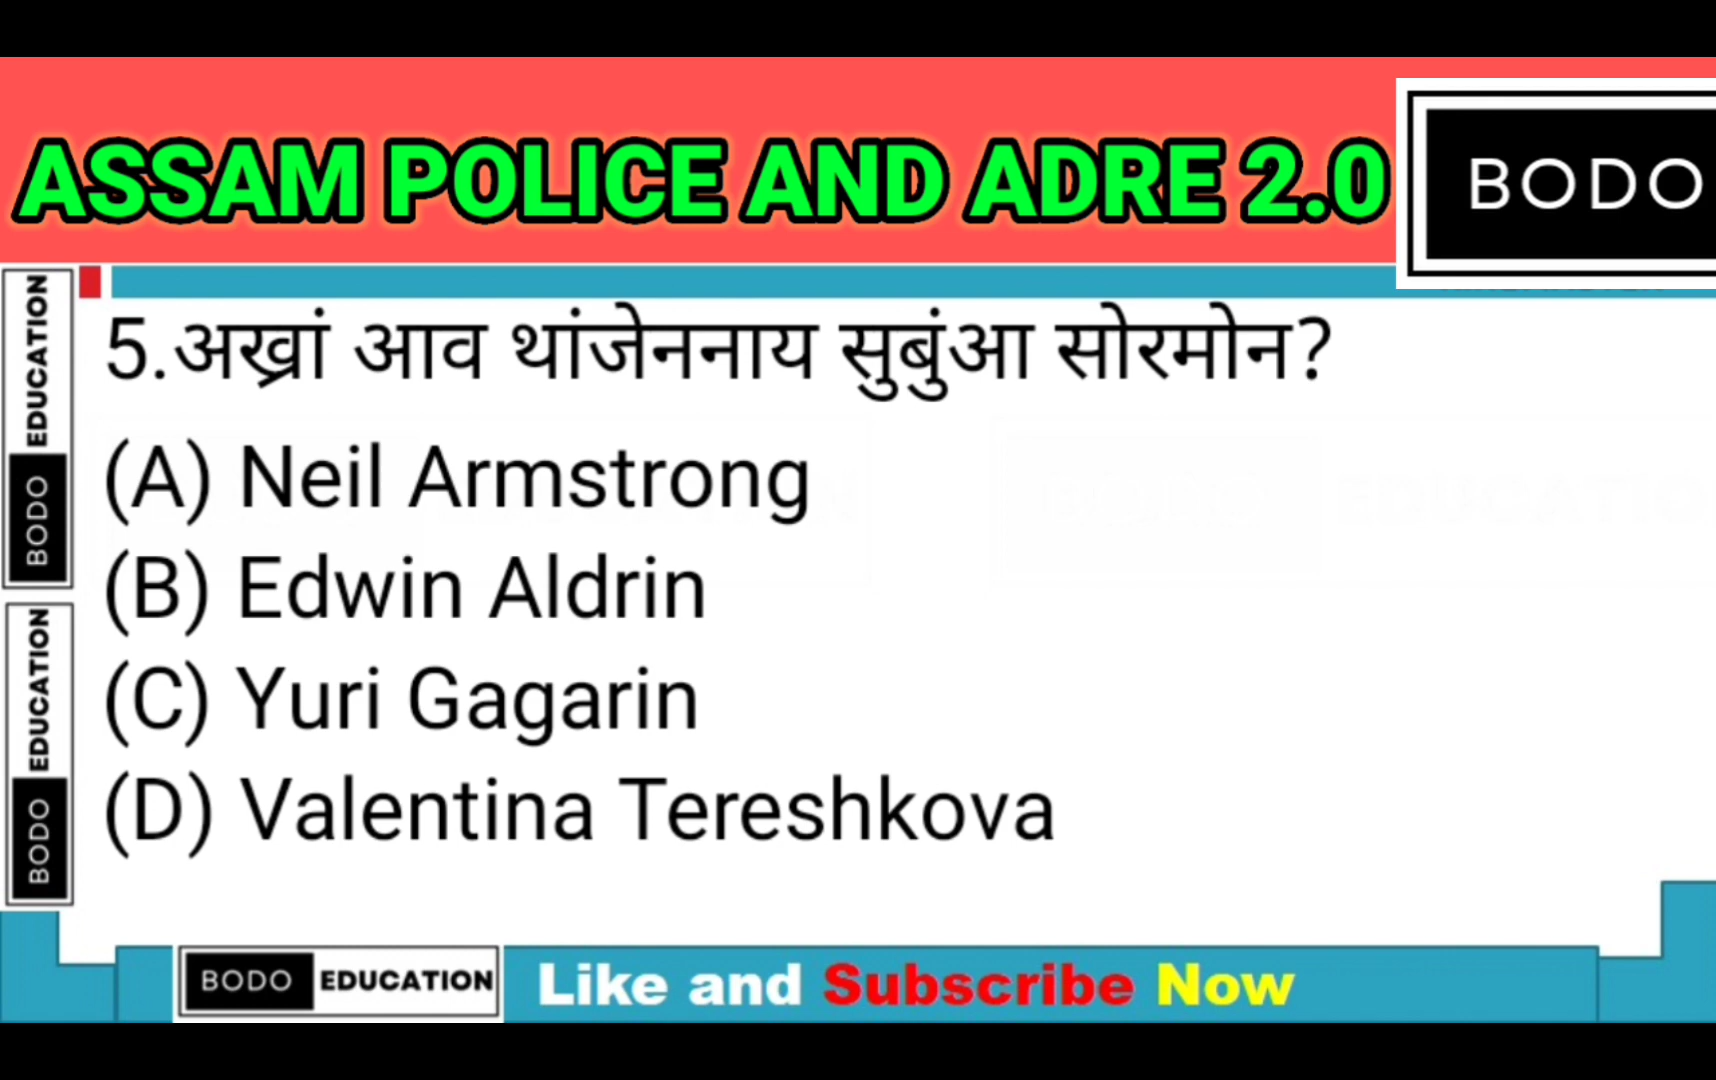 ASSAM POLICE AND ADRE 2.0
BODO
5.अख्रां आव थांजेननाय सुबुंआ सोरमोन?
(A) Neil Armstrong
(B) Edwin Aldrin
(C) Yuri Gagarin
(D) Valentina Tereshkova
BODO EDUCATION
BODO EDUCATION
BODO EDUCATION Like and Subscribe Now